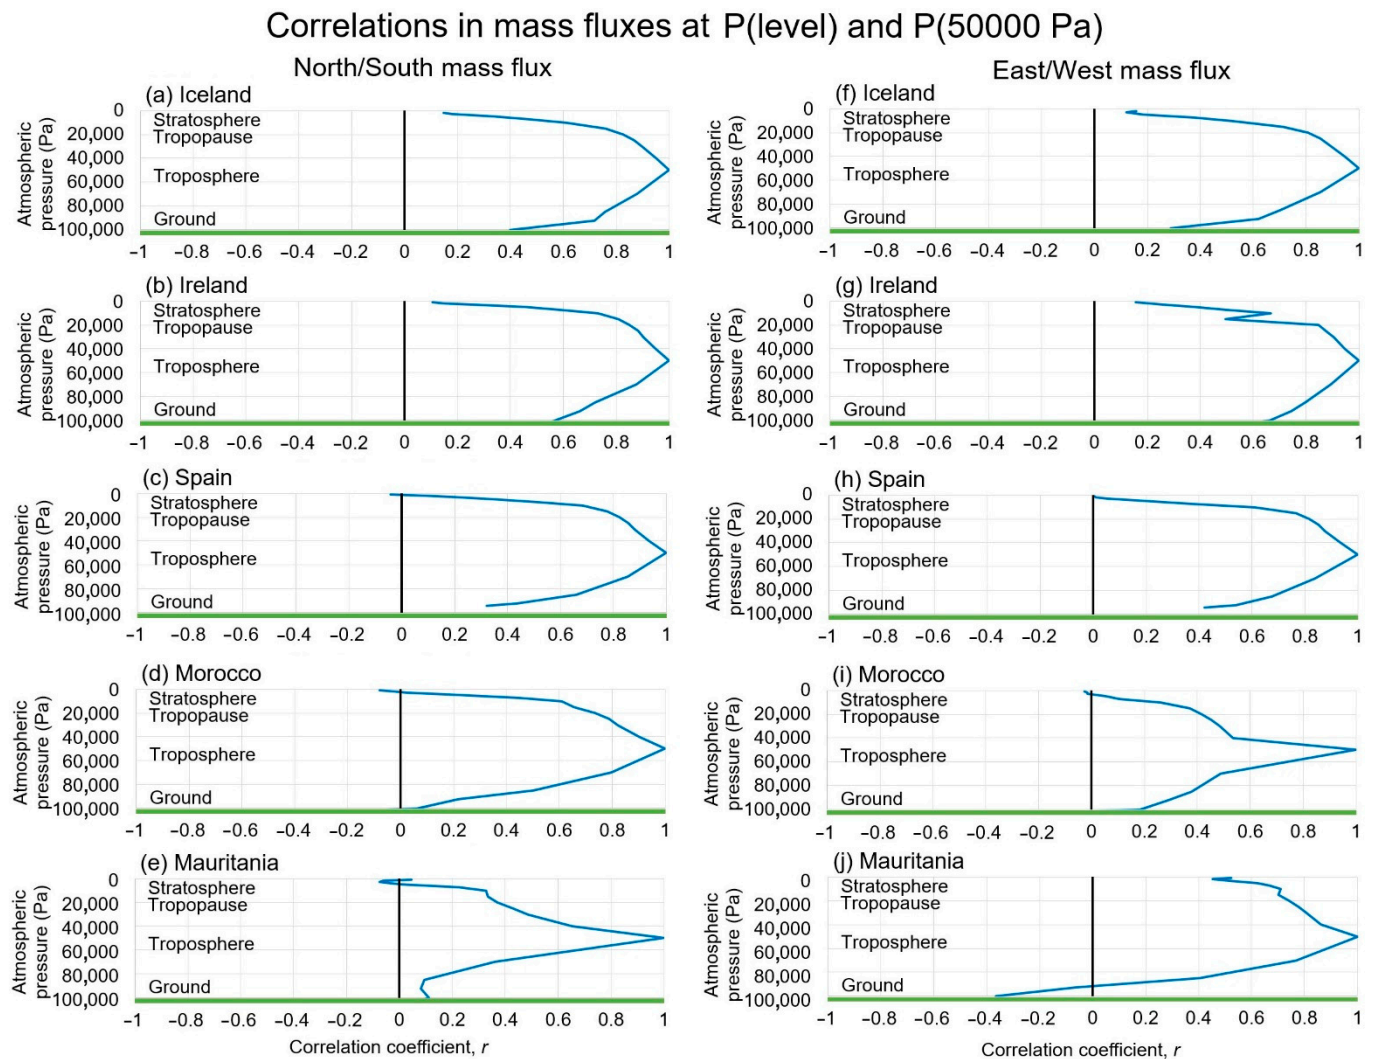 Correlations in mass fluxes at P(level) and P(50000 Pa)
North/South mass flux
East/West mass flux
(a) Iceland
Atmospheric
pressure (Pa)
0
20,000
40,000
60,000
80,000
100,000
Stratosphere
Tropopause
Troposphere
Ground
−1 −0.8 −0.6 −0.4 −0.2 0 0.2 0.4 0.6 0.8 1
(b) Ireland
Atmospheric
pressure (Pa)
0
20,000
40,000
60,000
80,000
100,000
Stratosphere
Tropopause
Troposphere
Ground
−1 −0.8 −0.6 −0.4 −0.2 0 0.2 0.4 0.6 0.8 1
(c) Spain
Atmospheric
pressure (Pa)
0
20,000
40,000
60,000
80,000
100,000
Stratosphere
Tropopause
Troposphere
Ground
−1 −0.8 −0.6 −0.4 −0.2 0 0.2 0.4 0.6 0.8 1
(d) Morocco
Atmospheric
pressure (Pa)
0
20,000
40,000
60,000
80,000
100,000
Stratosphere
Tropopause
Troposphere
Ground
−1 −0.8 −0.6 −0.4 −0.2 0 0.2 0.4 0.6 0.8 1
(e) Mauritania
Atmospheric
pressure (Pa)
0
20,000
40,000
60,000
80,000
100,000
Stratosphere
Tropopause
Troposphere
Ground
−1 −0.8 −0.6 −0.4 −0.2 0 0.2 0.4 0.6 0.8 1
Correlation coefficient, r
(f) Iceland
Atmospheric
pressure (Pa)
0
20,000
40,000
60,000
80,000
100,000
Stratosphere
Tropopause
Troposphere
Ground
−1 −0.8 −0.6 −0.4 −0.2 0 0.2 0.4 0.6 0.8 1
(g) Ireland
Atmospheric
pressure (Pa)
0
20,000
40,000
60,000
80,000
100,000
Stratosphere
Tropopause
Troposphere
Ground
−1 −0.8 −0.6 −0.4 −0.2 0 0.2 0.4 0.6 0.8 1
(h) Spain
Atmospheric
pressure (Pa)
0
20,000
40,000
60,000
80,000
100,000
Stratosphere
Tropopause
Troposphere
Ground
−1 −0.8 −0.6 −0.4 −0.2 0 0.2 0.4 0.6 0.8 1
(i) Morocco
Atmospheric
pressure (Pa)
0
20,000
40,000
60,000
80,000
100,000
Stratosphere
Tropopause
Troposphere
Ground
−1 −0.8 −0.6 −0.4 −0.2 0 0.2 0.4 0.6 0.8 1
(j) Mauritania
Atmospheric
pressure (Pa)
0
20,000
40,000
60,000
80,000
100,000
Stratosphere
Tropopause
Troposphere
Ground
−1 −0.8 −0.6 −0.4 −0.2 0 0.2 0.4 0.6 0.8 1
Correlation coefficient, r